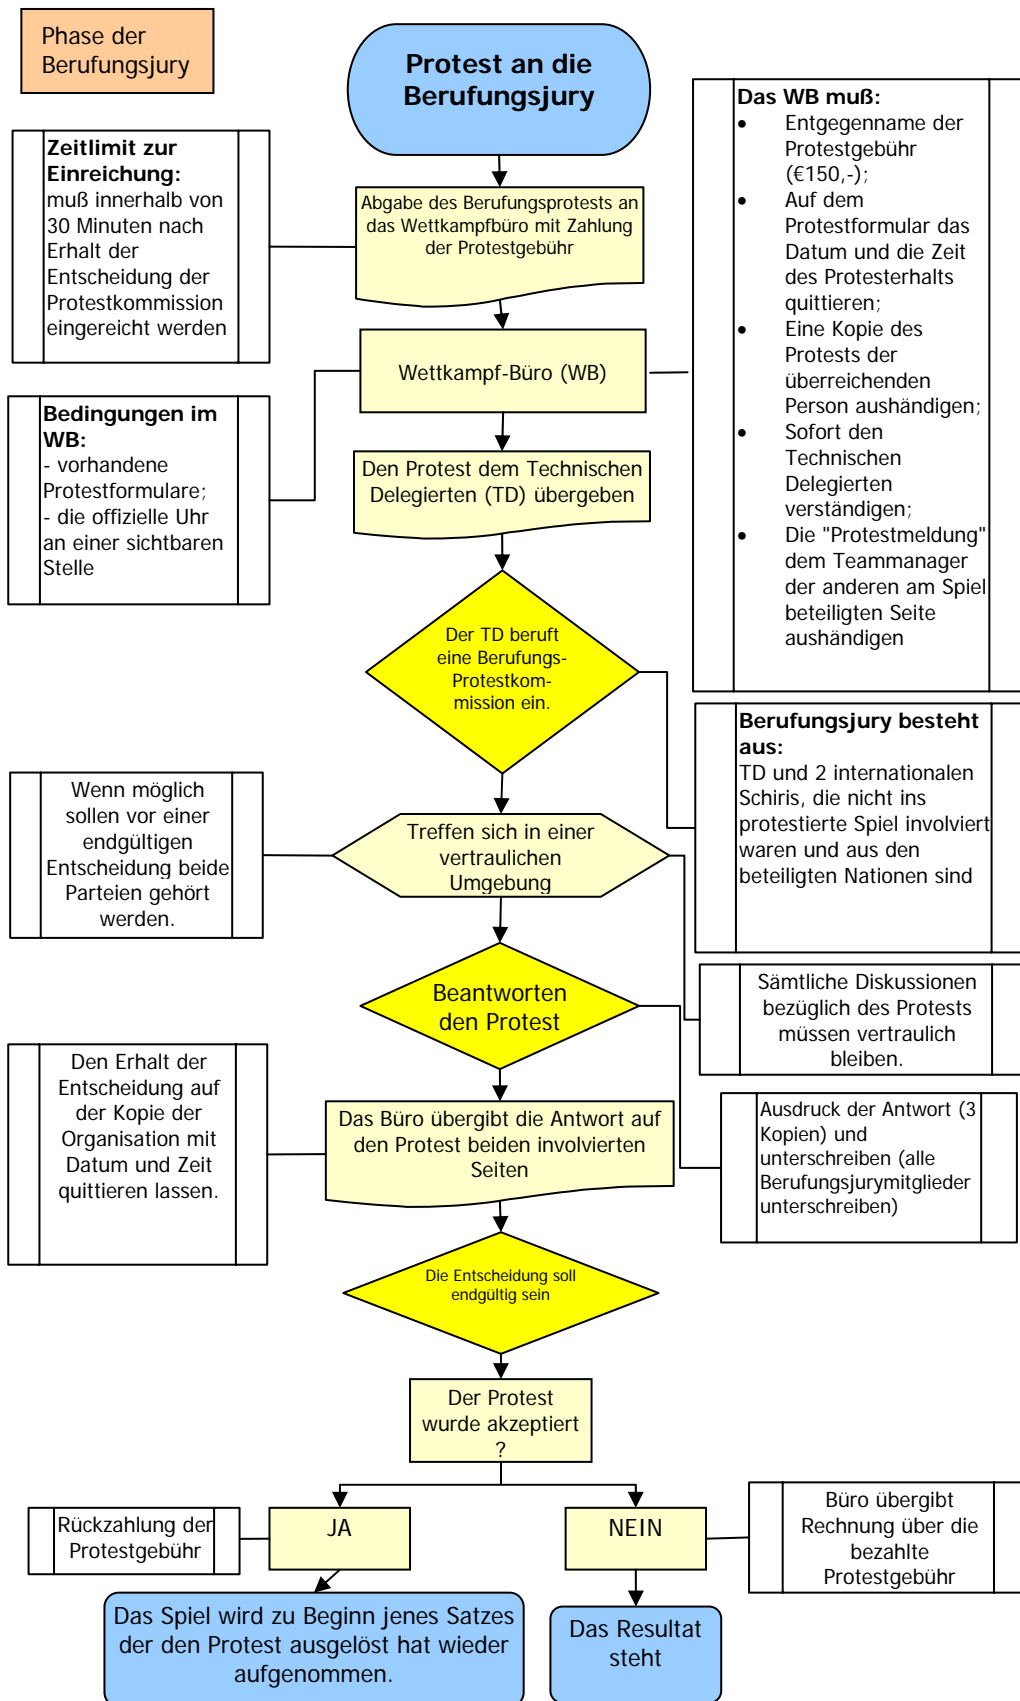 Phase der
Berufungsjury
Protest an die
Berufungsjury
Zeitlimit zur
Einreichung:
muß innerhalb von
30 Minuten nach
Erhalt der
Entscheidung der
Protestkommission
eingereicht werden
Abgabe des Berufungsprotests an
das Wettkampfbüro mit Zahlung
der Protestgebühr
Das WB muß:
• Entgegenname der
Protestgebühr
(€150,-);
• Auf dem
Protestformular das
Datum und die Zeit
des Protesterhalts
quittieren;
• Eine Kopie des
Protests der
überreichenden
Person aushändigen;
• Sofort den
Technischen
Delegierten
verständigen;
• Die "Protestmeldung"
dem Teammanager
der anderen am Spiel
beteiligten Seite
aushändigen
Wettkampf-Büro (WB)
Bedingungen im
WB:
- vorhandene
Protestformulare;
- die offizielle Uhr
an einer sichtbaren
Stelle
Den Protest dem Technischen
Delegierten (TD) übergeben
Der TD beruft
eine Berufungs-
Protestkom-
mission ein.
Berufungsjury besteht
aus:
TD und 2 internationalen
Schiris, die nicht ins
protestierte Spiel involviert
waren und aus den
beteiligten Nationen sind
Wenn möglich
sollen vor einer
endgültigen
Entscheidung beide
Parteien gehört
werden.
Treffen sich in einer
vertraulichen
Umgebung
Sämtliche Diskussionen
bezüglich des Protests
müssen vertraulich
bleiben.
Beantworten
den Protest
Ausdruck der Antwort (3
Kopien) und
unterschreiben (alle
Berufungsjurymitglieder
unterschreiben)
Den Erhalt der
Entscheidung auf
der Kopie der
Organisation mit
Datum und Zeit
quittieren lassen.
Das Büro übergibt die Antwort auf
den Protest beiden involvierten
Seiten
Die Entscheidung soll
endgültig sein
Der Protest
wurde akzeptiert
?
Rückzahlung der
Protestgebühr
JA
NEIN
Büro übergibt
Rechnung über die
bezahlte
Protestgebühr
Das Spiel wird zu Beginn jenes Satzes
der den Protest ausgelöst hat wieder
aufgenommen.
Das Resultat
steht